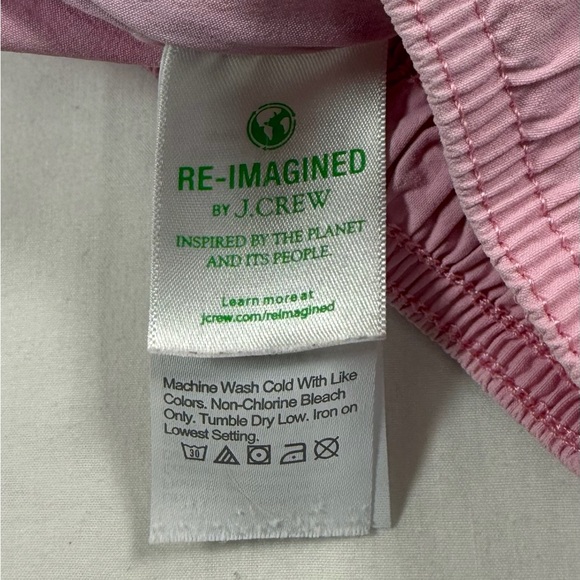 RE-IMAGINED
BY J.CREW
INSPIRED BY THE PLANET
AND ITS PEOPLE.
Learn more at
jcrew.com/reimagined
Machine Wash Cold With Like
Colors. Non-Chlorine Bleach
Only. Tumble Dry Low. Iron on
Lowest Setting.
30